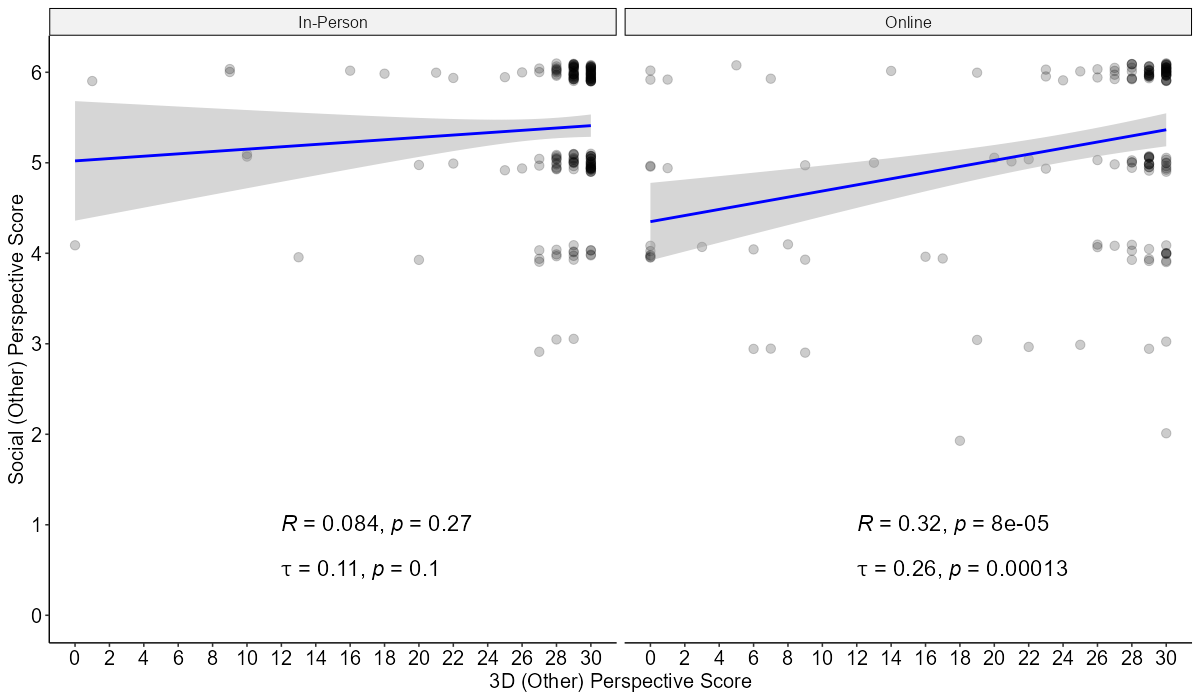 In-Person Online
Social (Other) Perspective Score
6
5
4
3
2
1
0
R = 0.084, p = 0.27
τ = 0.11, p = 0.1
R = 0.32, p = 8e-05
τ = 0.26, p = 0.00013
0 2 4 6 8 10 12 14 16 18 20 22 24 26 28 30 0 2 4 6 8 10 12 14 16 18 20 22 24 26 28 30
3D (Other) Perspective Score